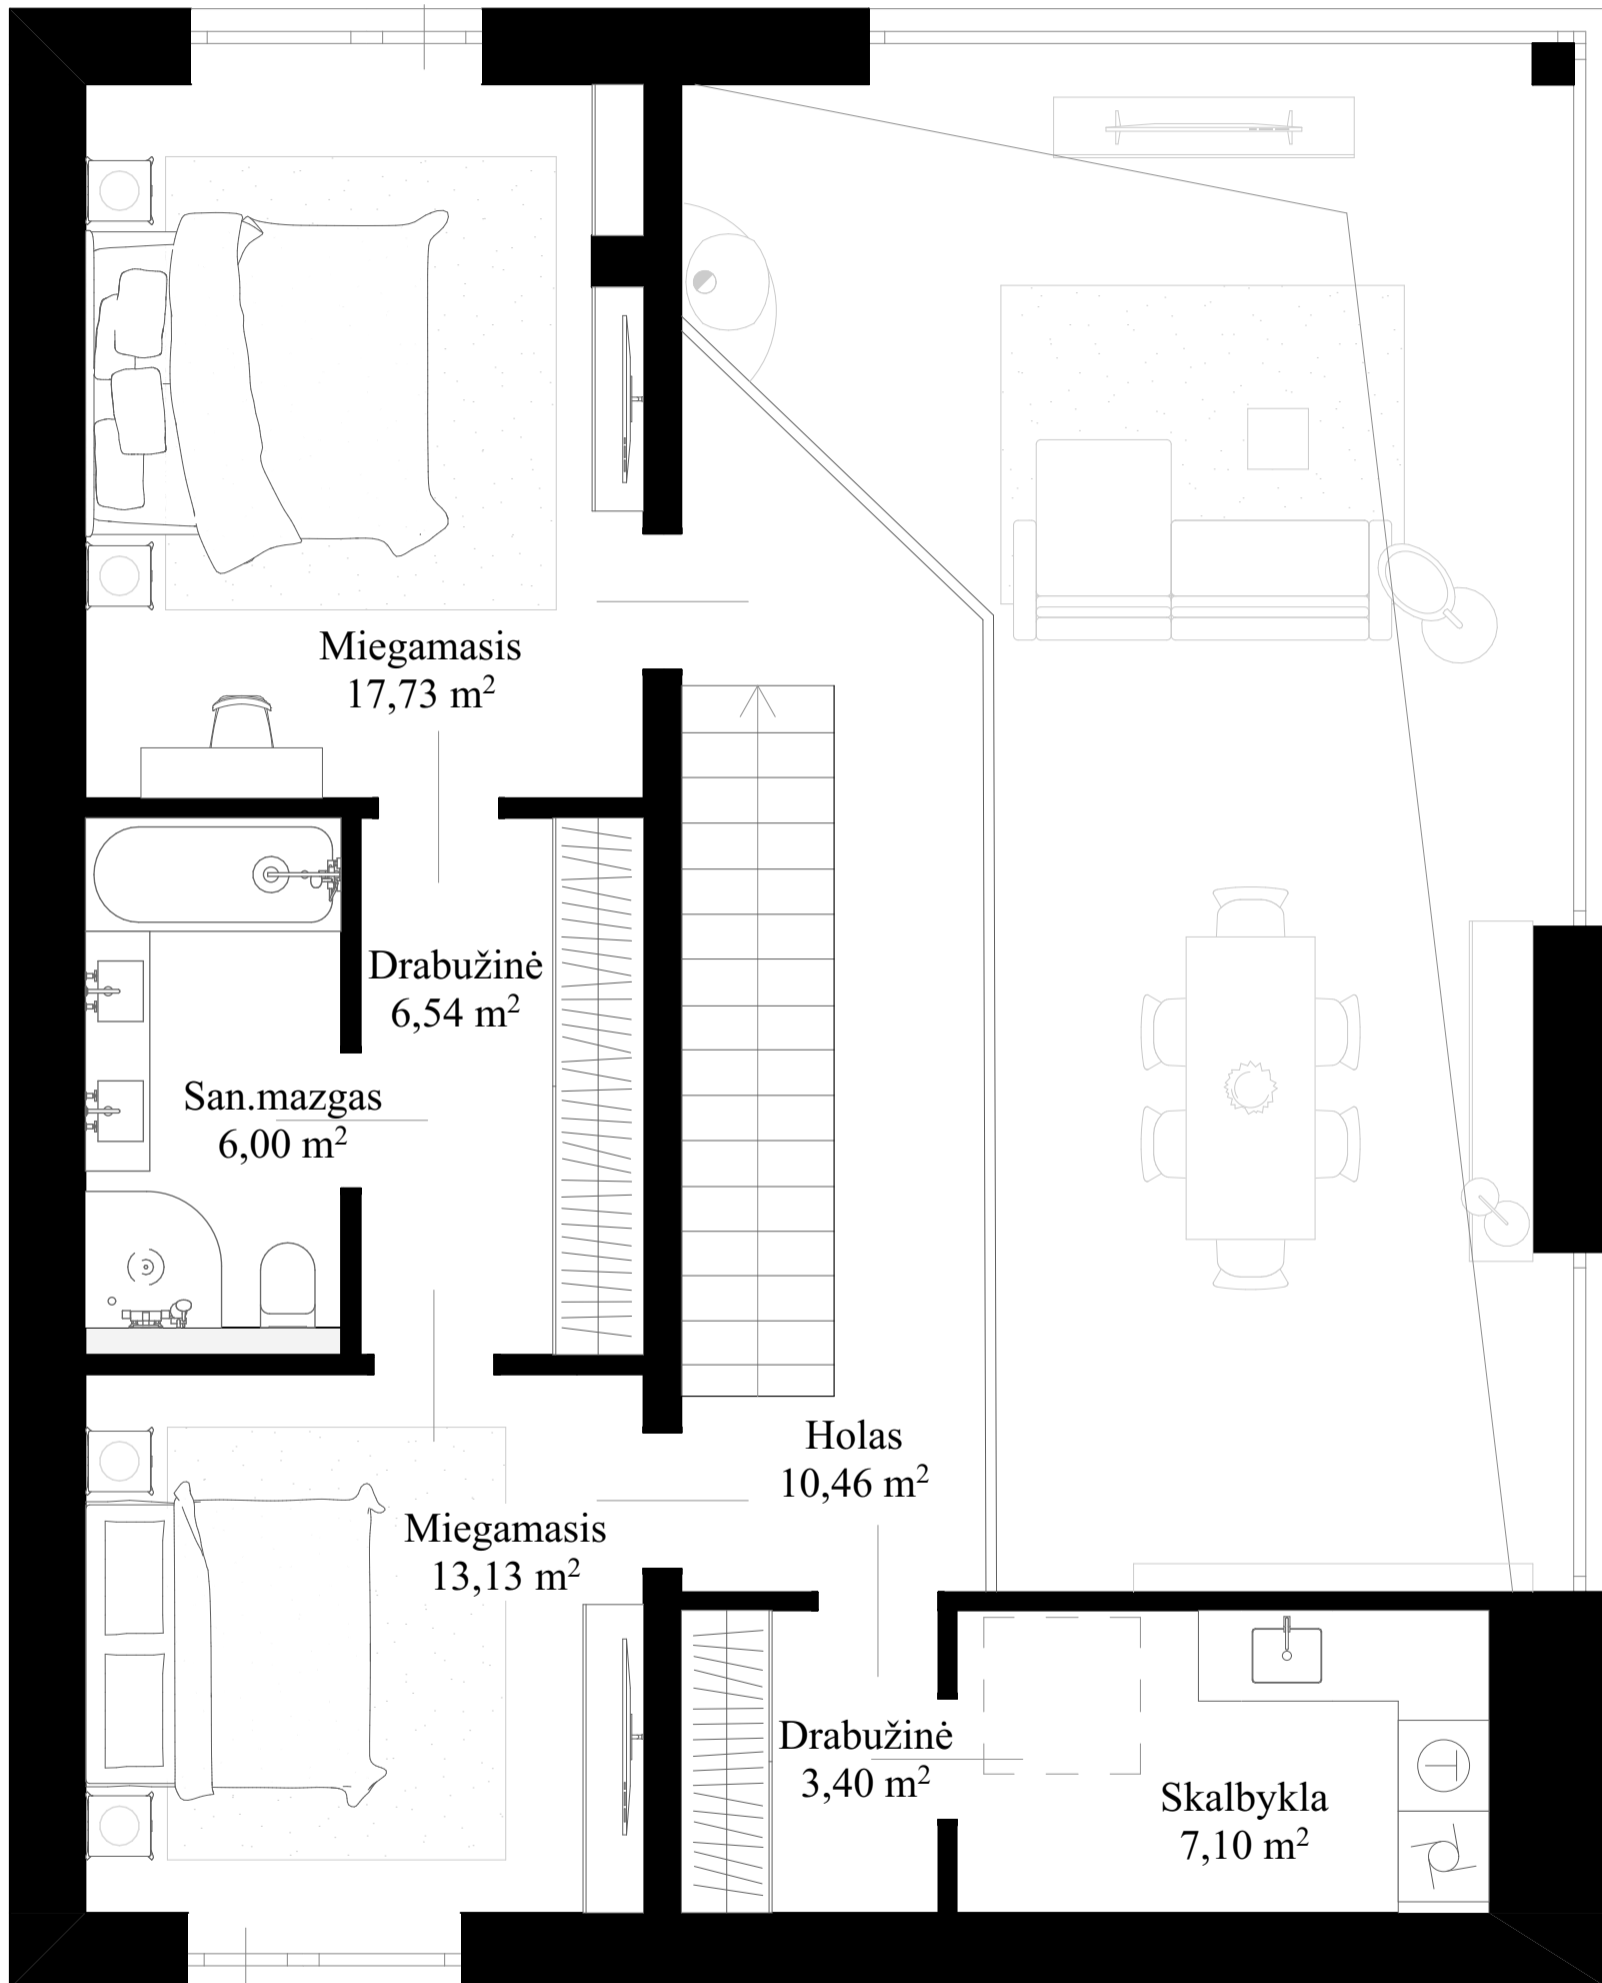 Miegamasis
17,73 m²
Drabužinė
6,54 m²
San.mazgas
6,00 m²
Holas
10,46 m²
Miegamasis
13,13 m²
Drabužinė
3,40 m²
Skalbykla
7,10 m²